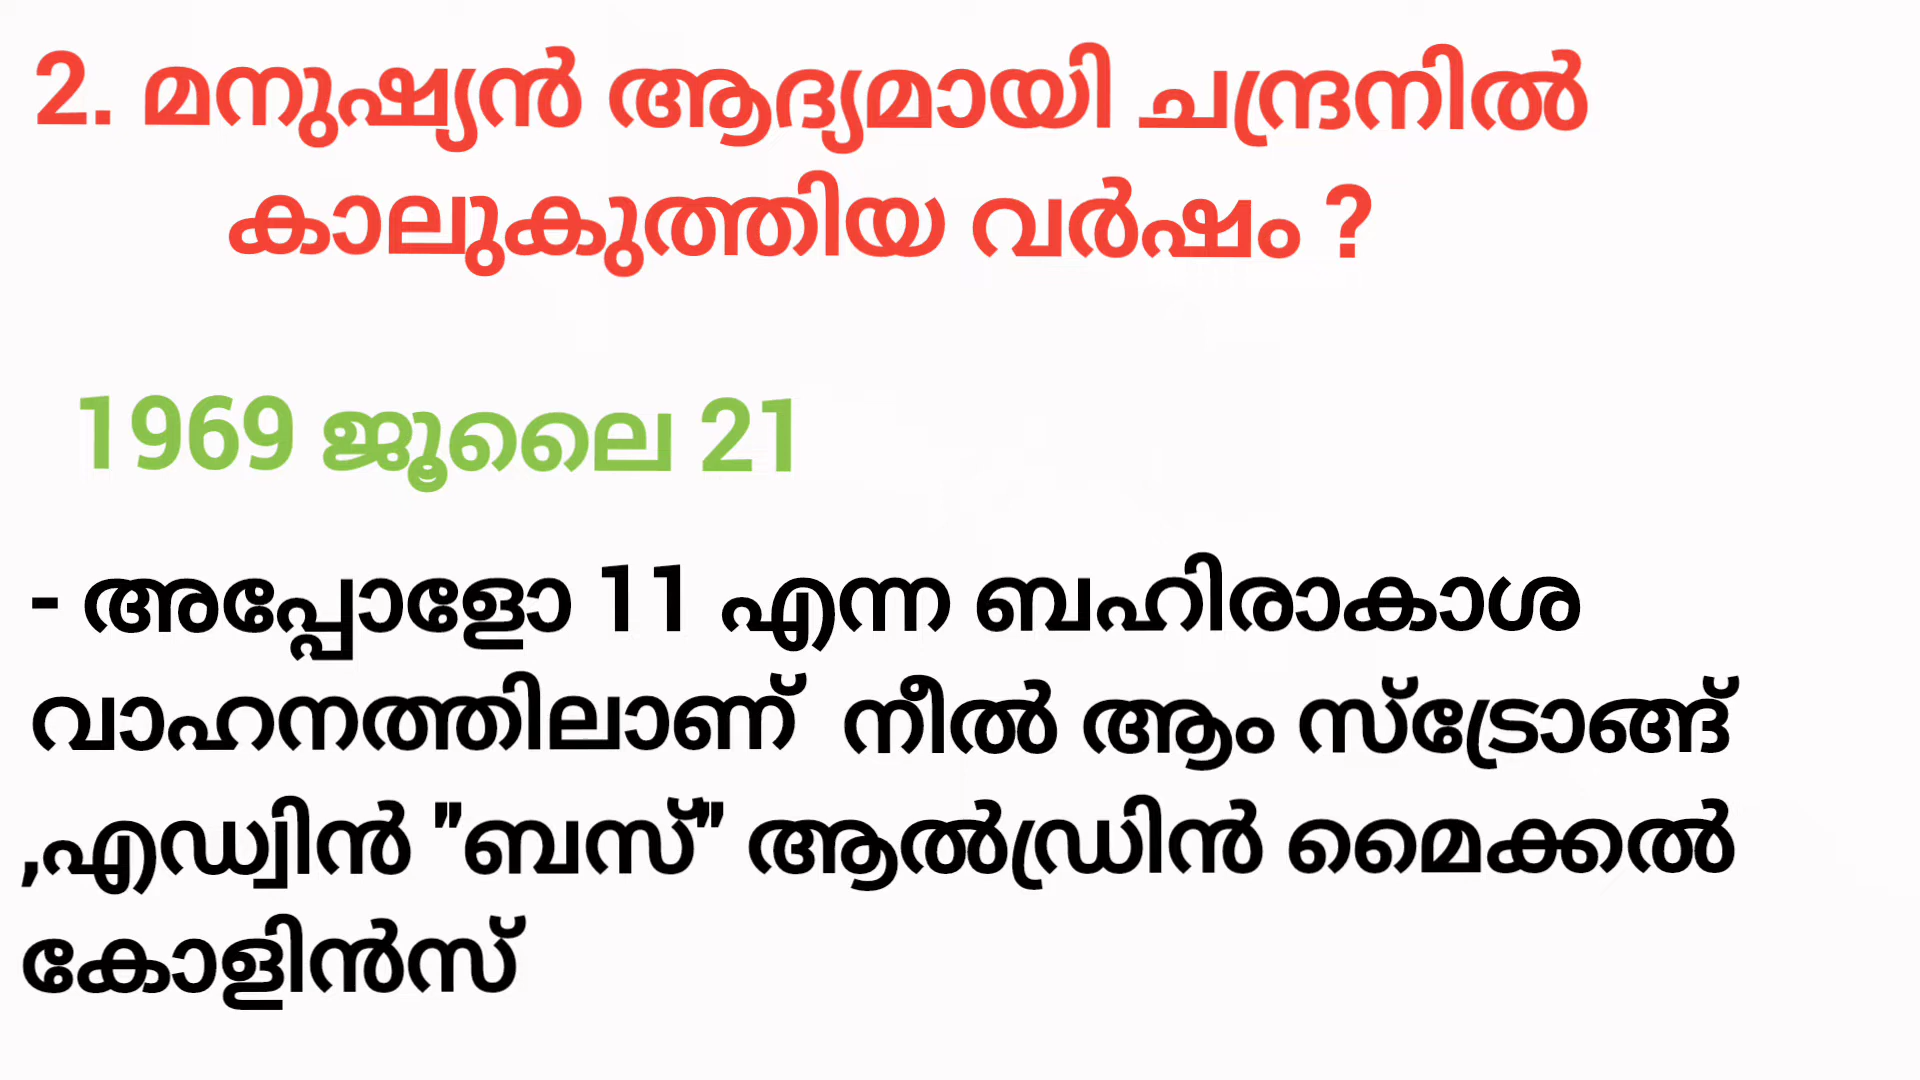 2. മനുഷ്യൻ ആദ്യമായി ചന്ദ്രനിൽ
കാലുകുത്തിയ വർഷം ?
1969 ജൂലൈ 21
- അപ്പോളോ 11 എന്ന ബഹിരാകാശ
വാഹനത്തിലാണ് നീൽ ആം സ്ട്രോങ്ങ്
,എഡ്വിൻ "ബസ്" ആൽഡ്രിൻ മൈക്കൽ
കോളിൻസ്